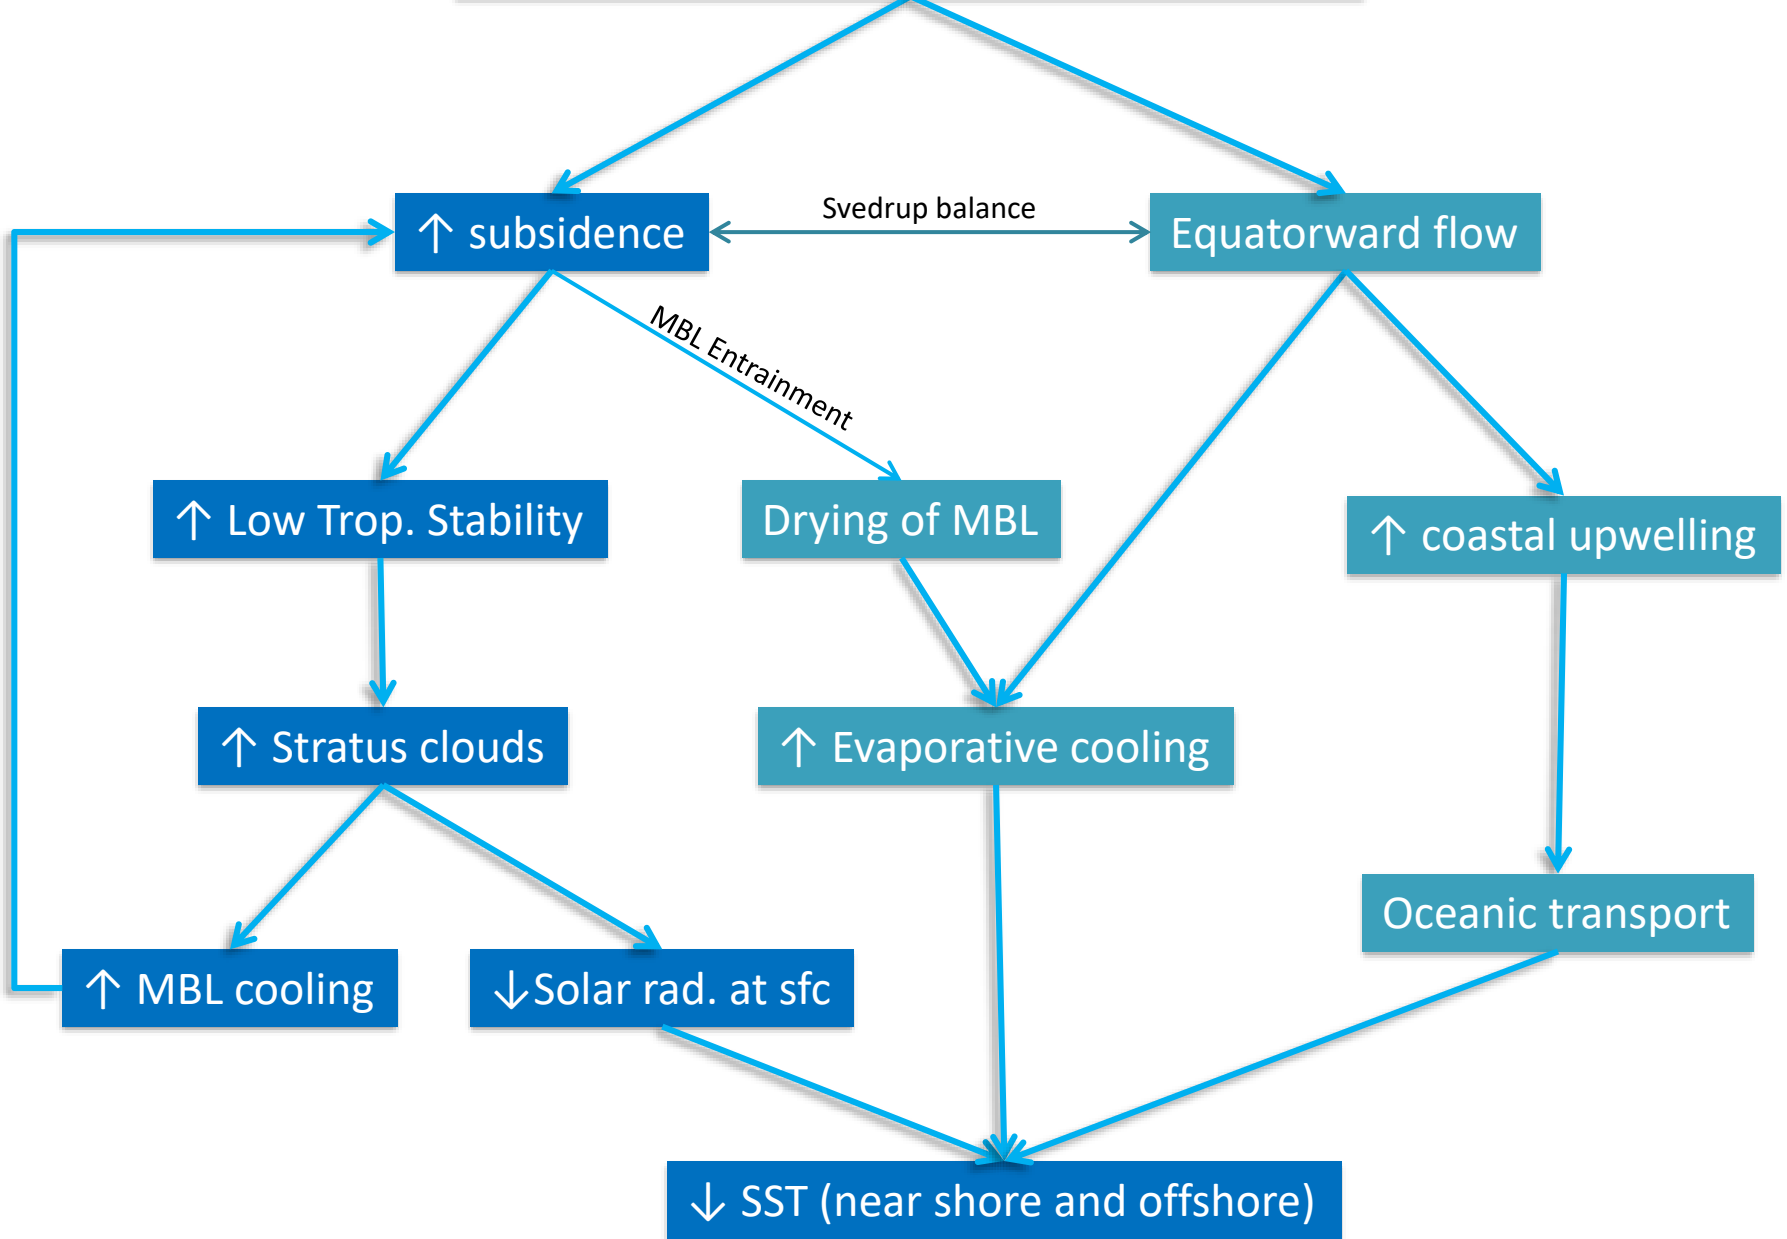 Svedrup balance
↑ subsidence
Equatorward flow
MBL Entrainment
↑ Low Trop. Stability
Drying of MBL
↑ coastal upwelling
↑ Stratus clouds
↑ Evaporative cooling
Oceanic transport
↑ MBL cooling
↓Solar rad. at sfc
↓ SST (near shore and offshore)